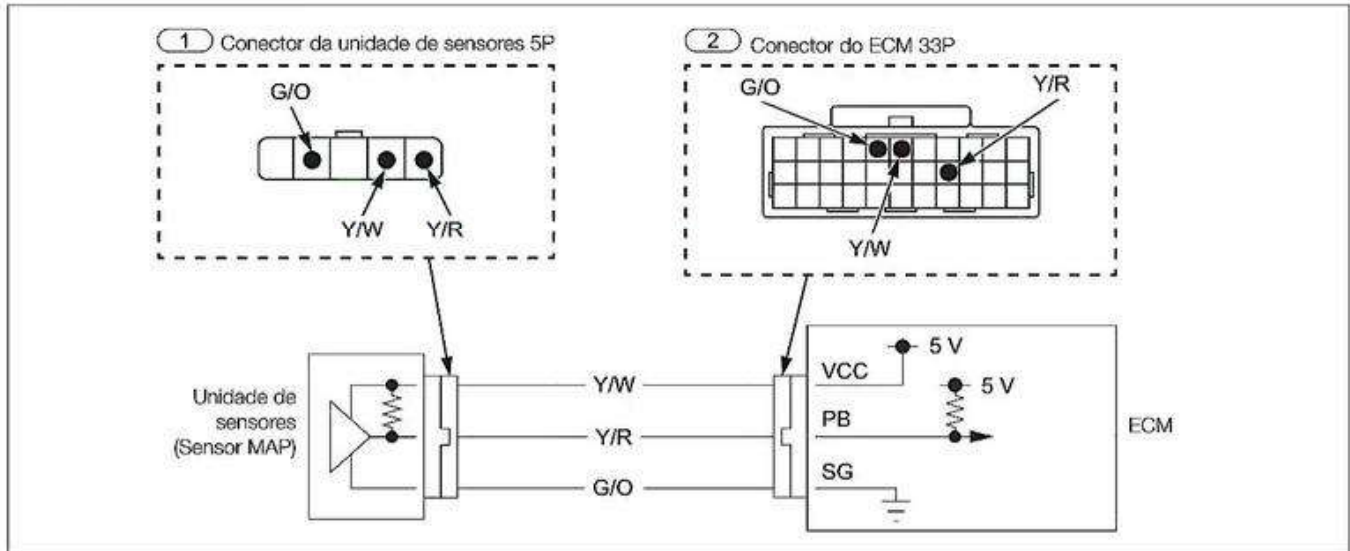 1 Conector da unidade de sensores 5P
G/O
Y/W
Y/R
2 Conector do ECM 33P
G/O
Y/R
Y/W
Unidade de
sensores
(Sensor MAP)
Y/W
Y/R
G/O
VCC
5 V
PB
5 V
SG
ECM